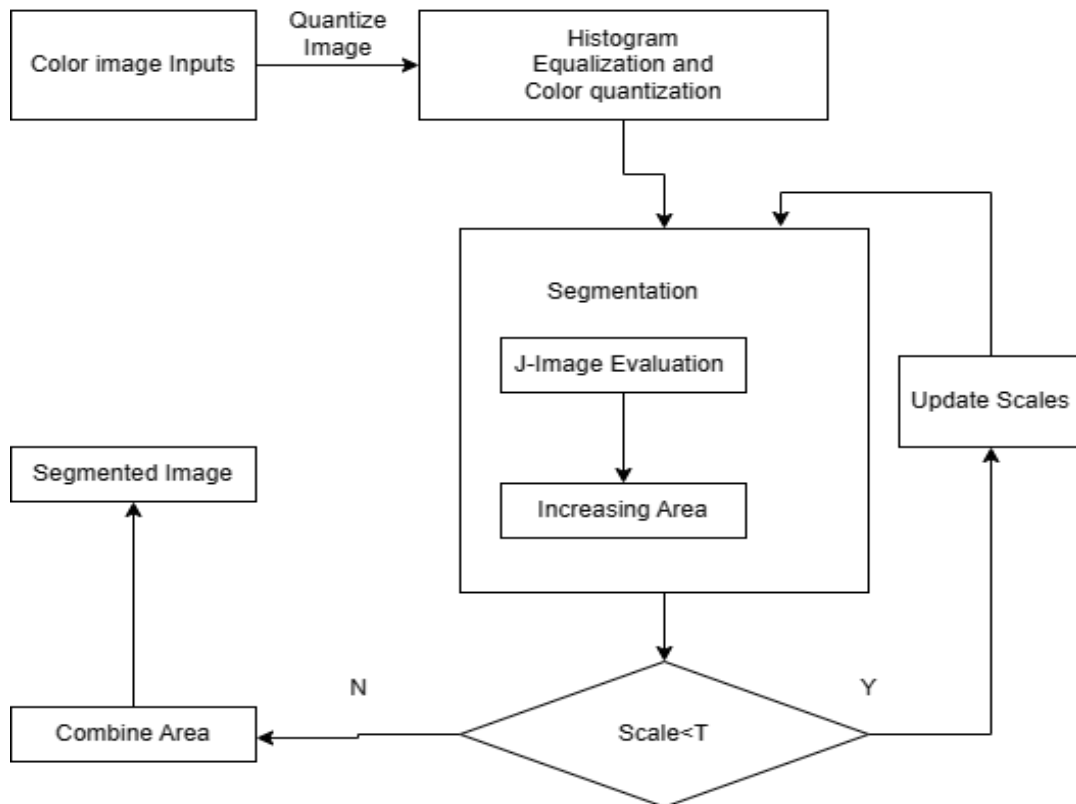 Color image Inputs
Quantize
Image
Histogram
Equalization and
Color quantization
Segmentation
J-Image Evaluation
Increasing Area
Update Scales
Segmented Image
N
Y
Scale<T
Combine Area